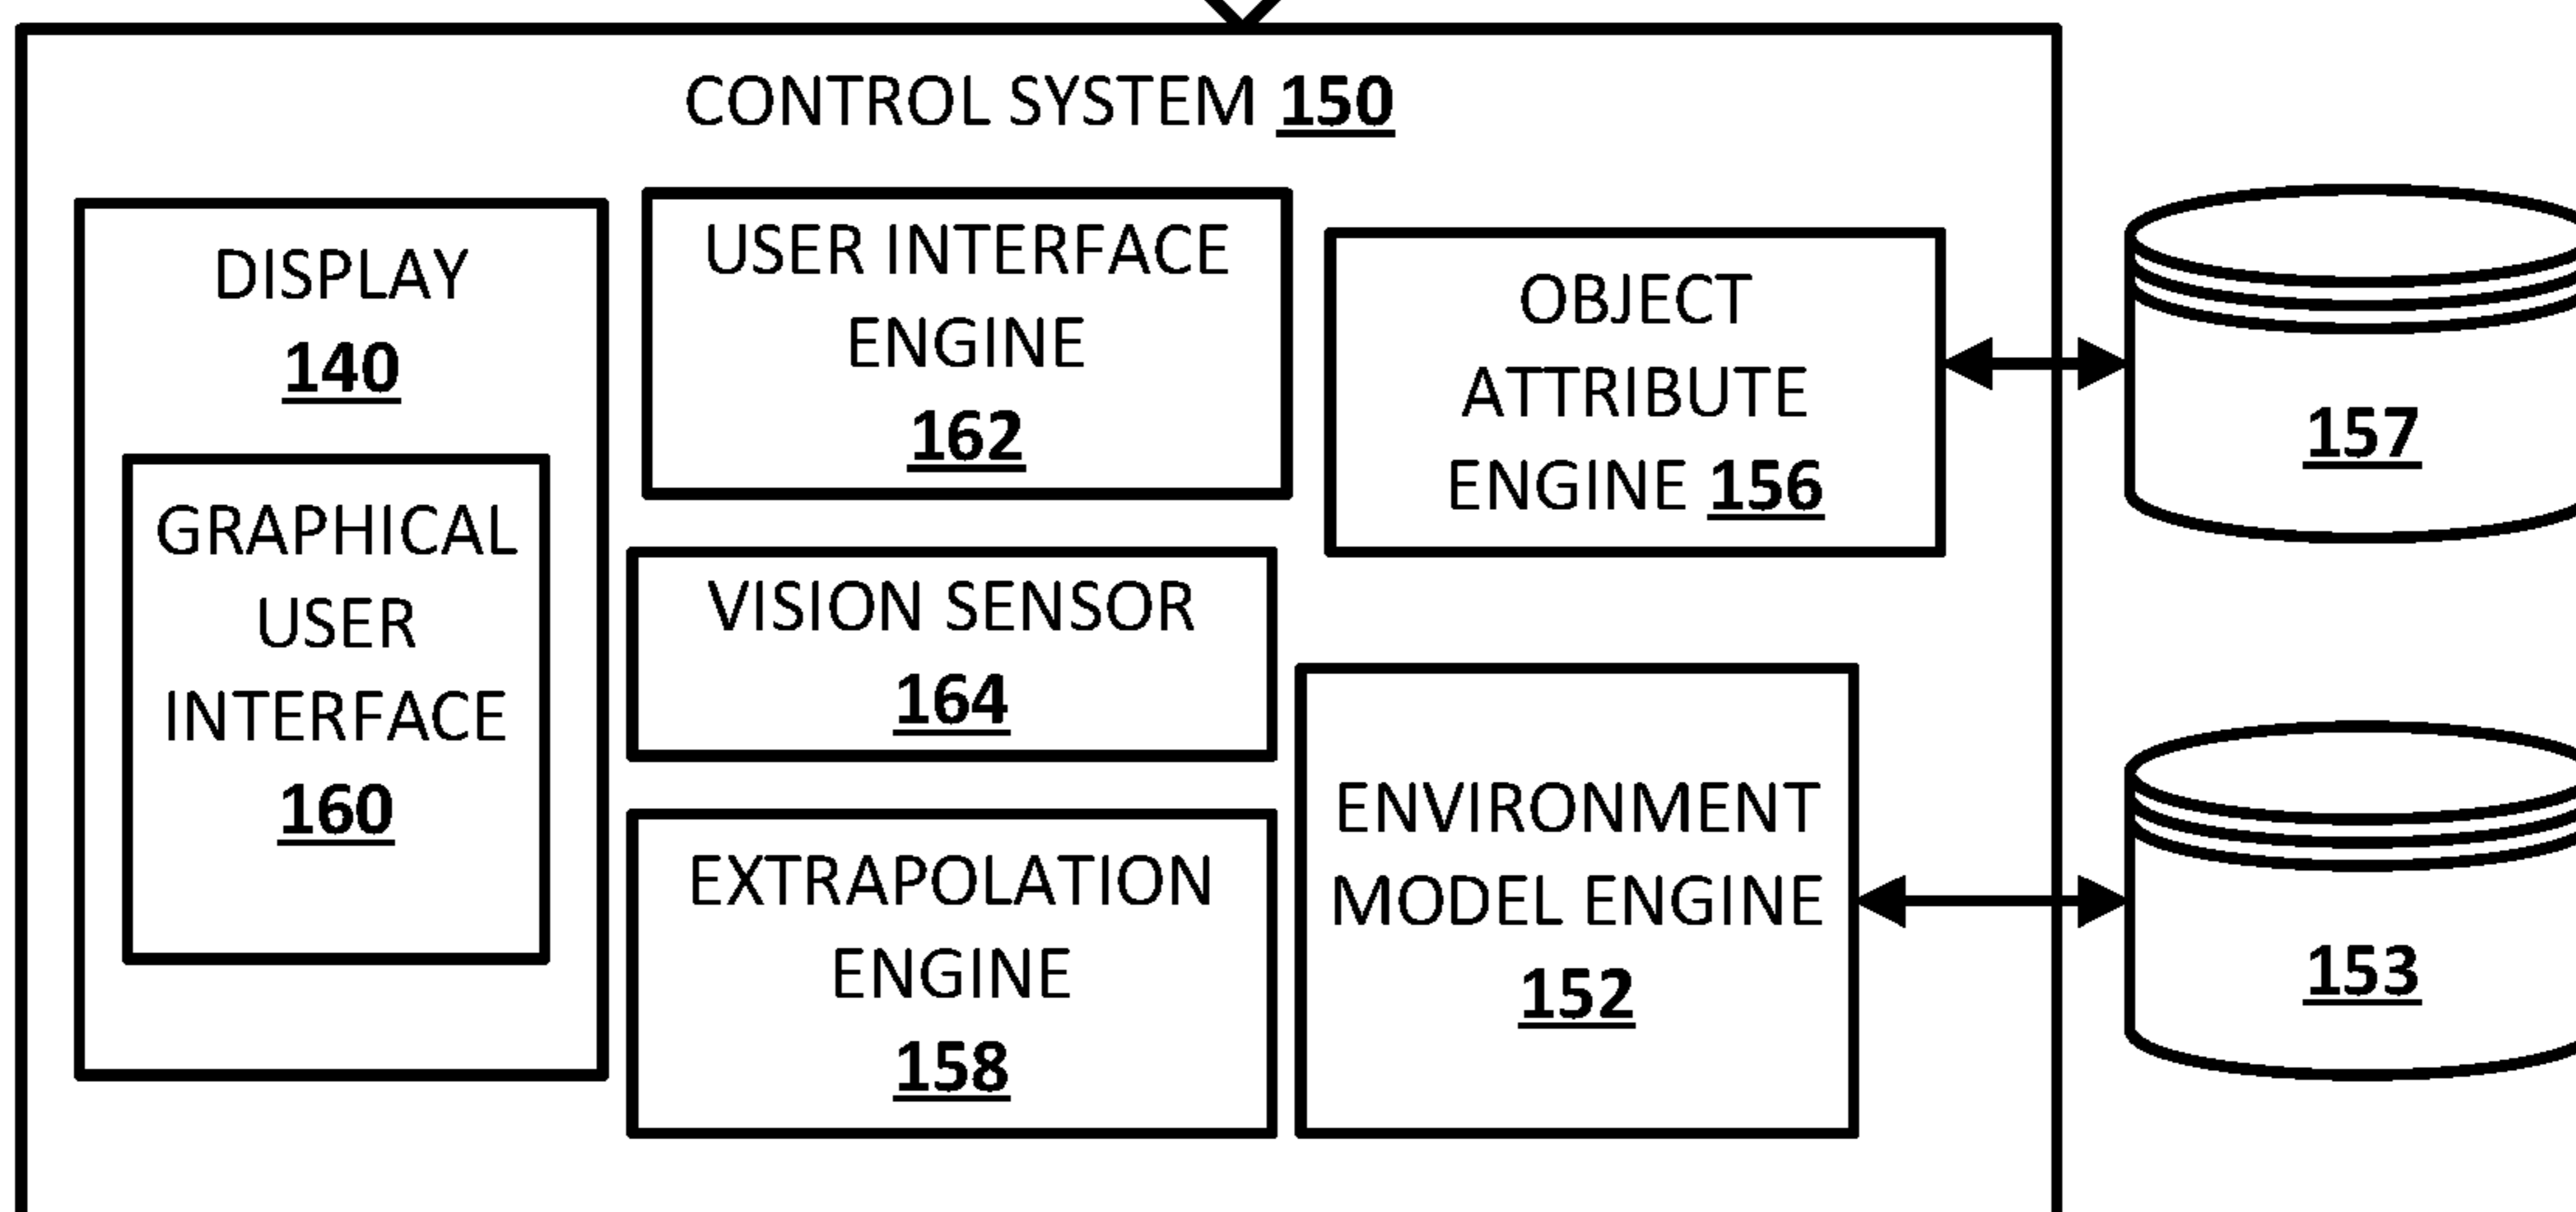 CONTROL SYSTEM 150
DISPLAY
140
GRAPHICAL
USER
INTERFACE
160
USER INTERFACE
ENGINE
162
VISION SENSOR
164
EXTRAPOLATION
ENGINE
158
OBJECT
ATTRIBUTE
ENGINE 156
ENVIRONMENT
MODEL ENGINE
152
157
153